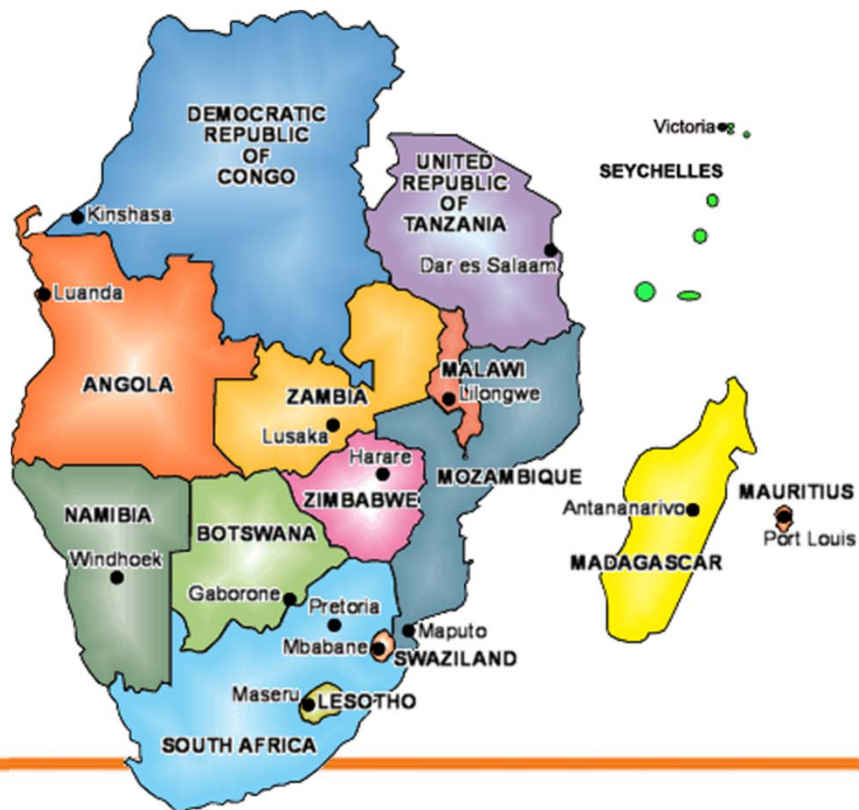 DEMOCRATIC
REPUBLIC
OF
CONGO
Victoria
UNITED
REPUBLIC
OF
TANZANIA
SEYCHELLES
Kinshasa
Dar es Salaam
Luanda
ANGOLA
ZAMBIA
Lusaka
MALAWI
Lilongwe
Harare
ZIMBABWE
MOZAMBIQUE
NAMIBIA
Windhoek
BOTSWANA
Gaborone
Antananarivo
MADAGASCAR
MAURITIUS
Port Louis
Pretoria
Mbabane
Maputo
SWAZILAND
Maseru
LESOTHO
SOUTH AFRICA